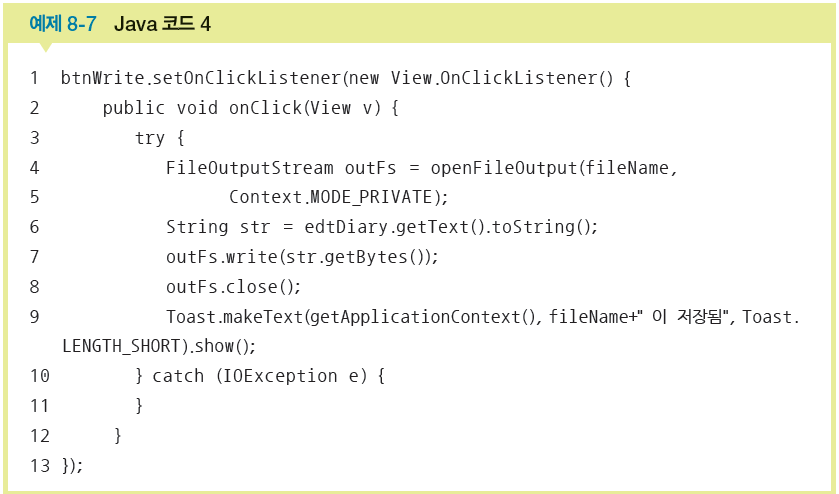 예제 8-7 Java 코드 4
1 btnWrite.setOnClickListener(new View.OnClickListener() {
2 public void onClick(View v) {
3 try {
4 FileOutputStream outFs = openFileOutput(fileName,
5 Context.MODE_PRIVATE);
6 String str = edtDiary.getText().toString();
7 outFs.write(str.getBytes());
8 outFs.close();
9 Toast.makeText(getApplicationContext(), fileName+" 이 저장됨", Toast.
LENGTH_SHORT).show();
10 } catch (IOException e) {
11 }
12 }
13 });